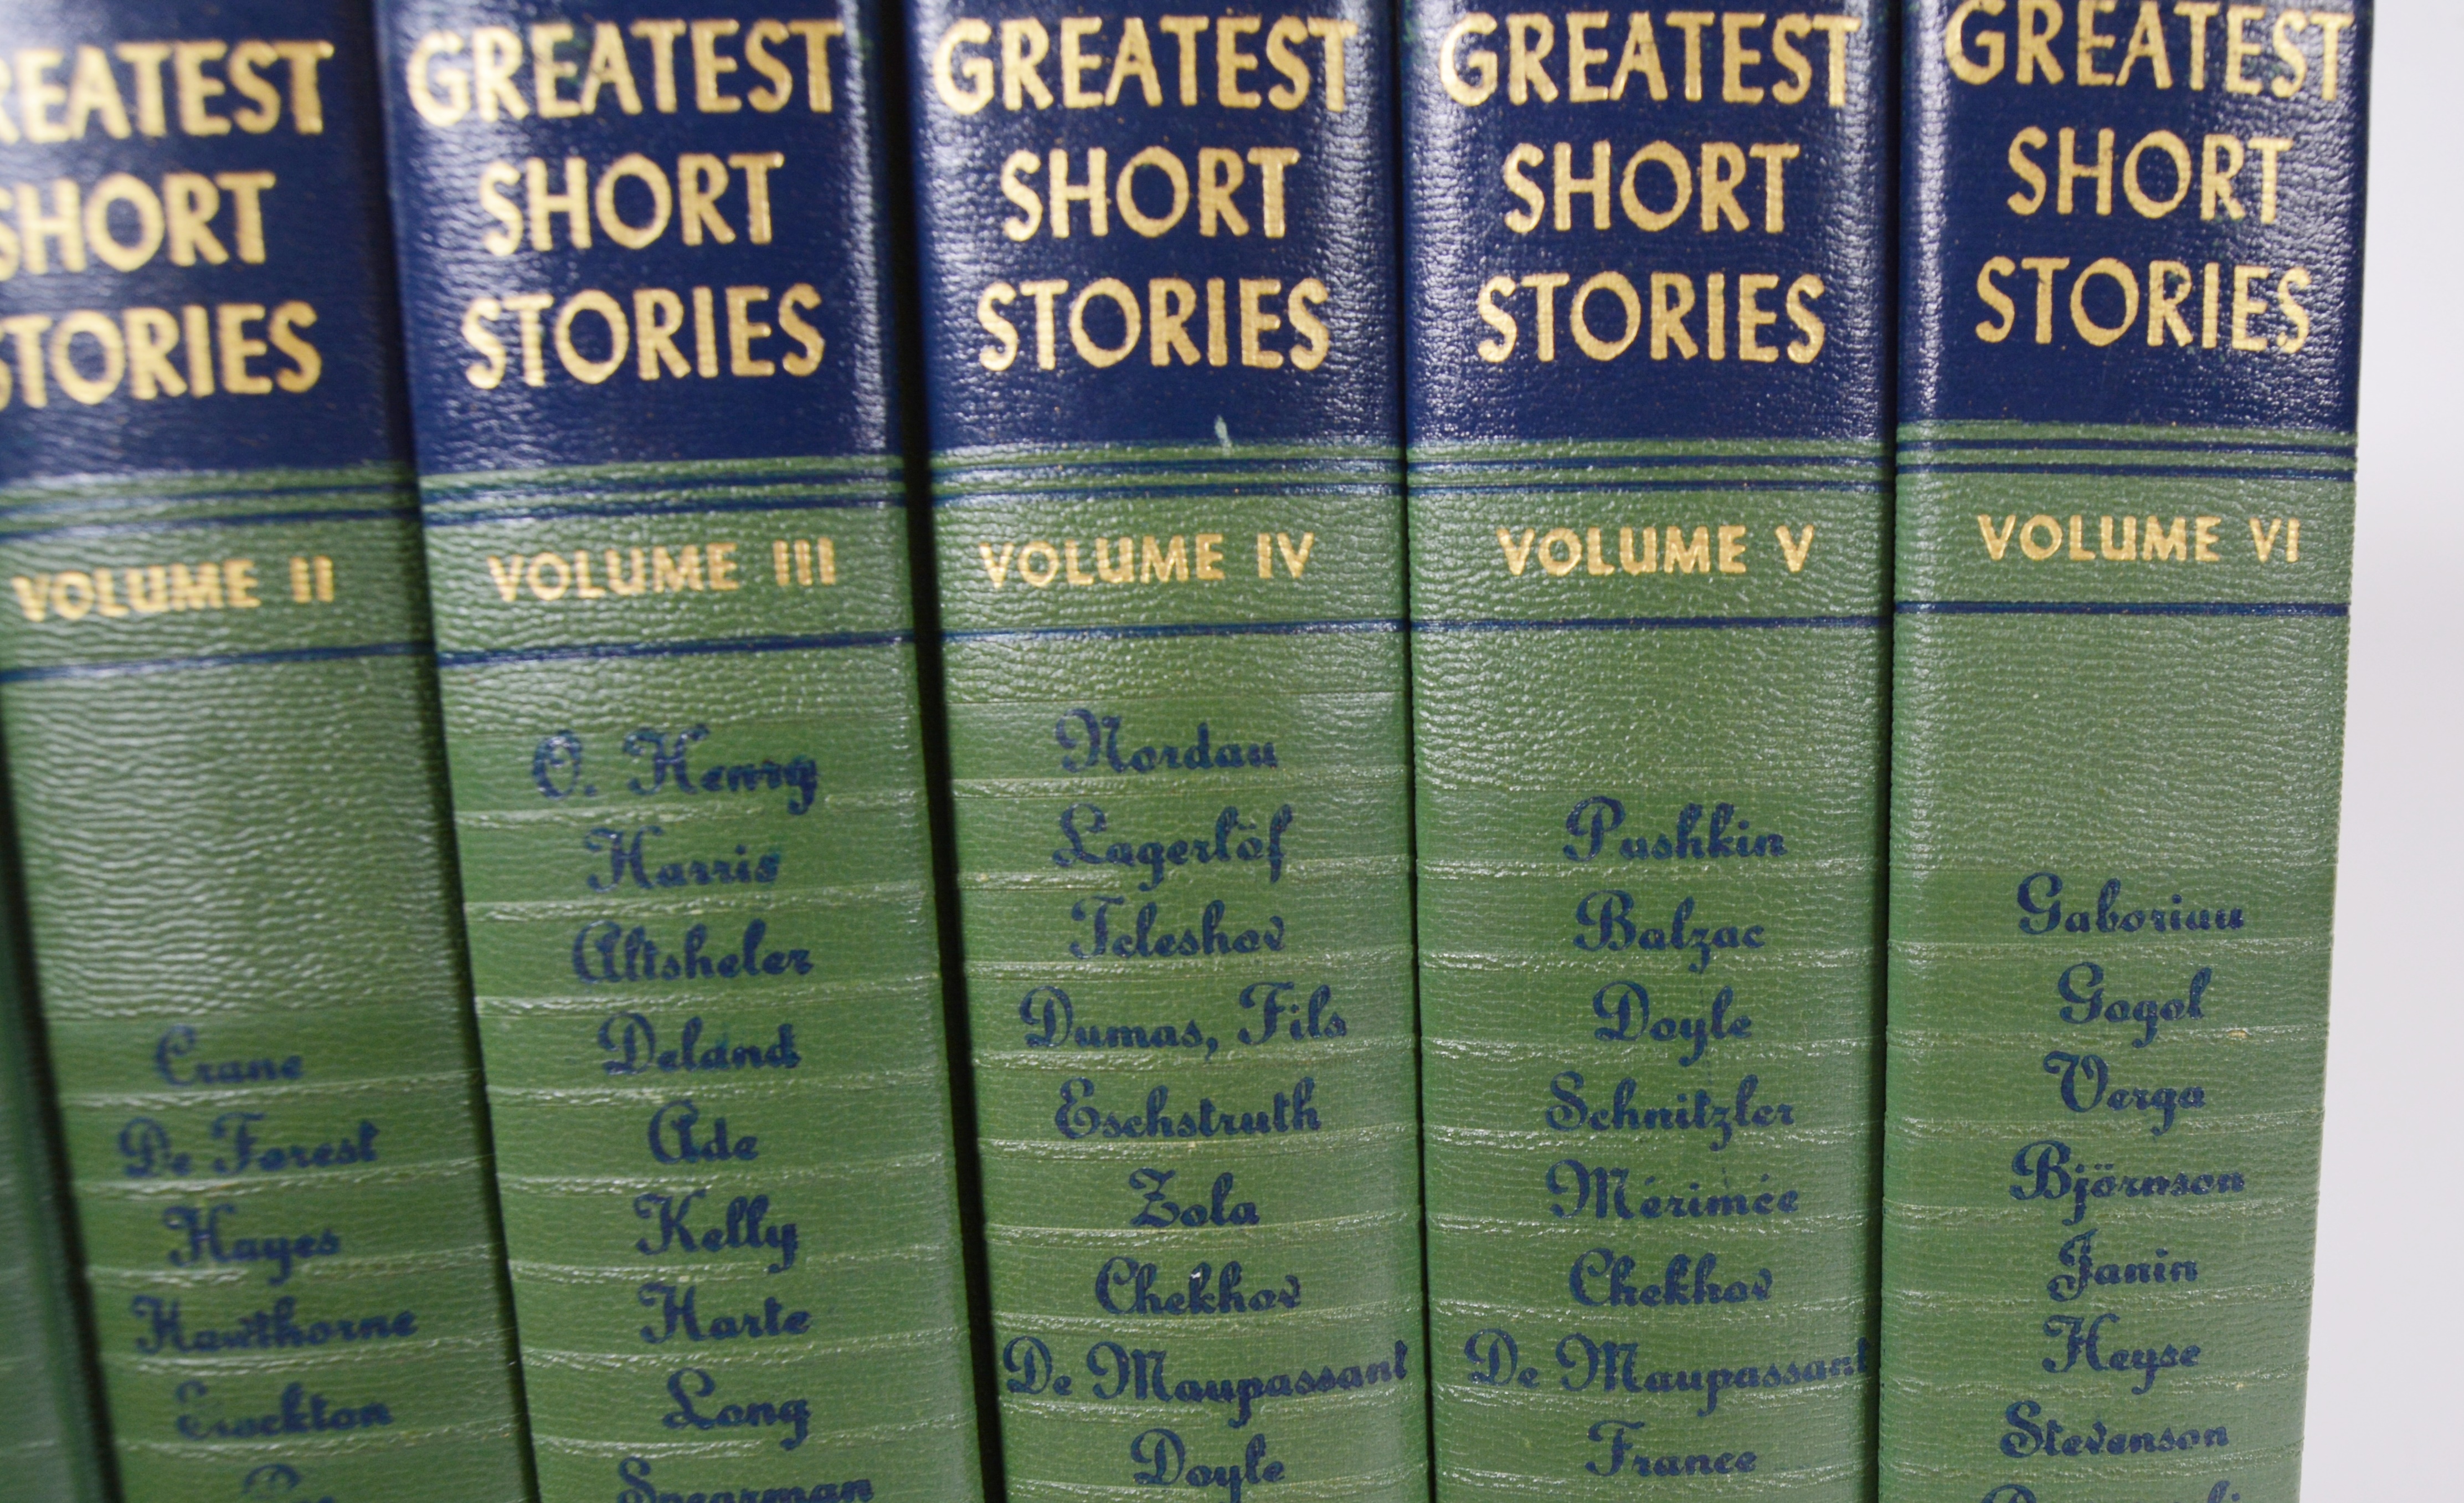 GREATEST
SHORT
STORIES
VOLUME II
Crane
De Forest
Hayes
Hawthorne
GREATEST
SHORT
STORIES
VOLUME III
O. Henry
Harris
Altsheler
Deland
Ade
Kelly
Harte
Long
Spearman
GREATEST
SHORT
STORIES
VOLUME IV
Nordau
Lagerlöf
Teleshov
Dumas, Fils
Eschstruth
Zola
Chekhov
De Maupassant
Doyle
GREATEST
SHORT
STORIES
VOLUME V
Pushkin
Balzac
Doyle
Schnitzler
Mérimée
Chekhov
De Maupassant
France
GREATEST
SHORT
STORIES
VOLUME VI
Gaboriau
Gogol
Verga
Björnson
Janin
Heyse
Stevenson